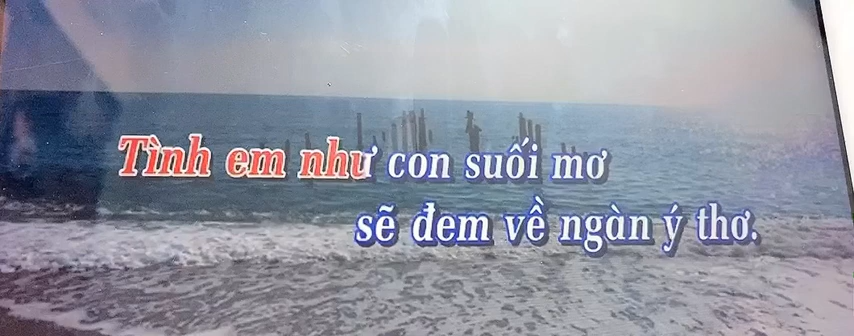 Tình em như con suối mơ
sẽ đem về ngàn ý thơ.